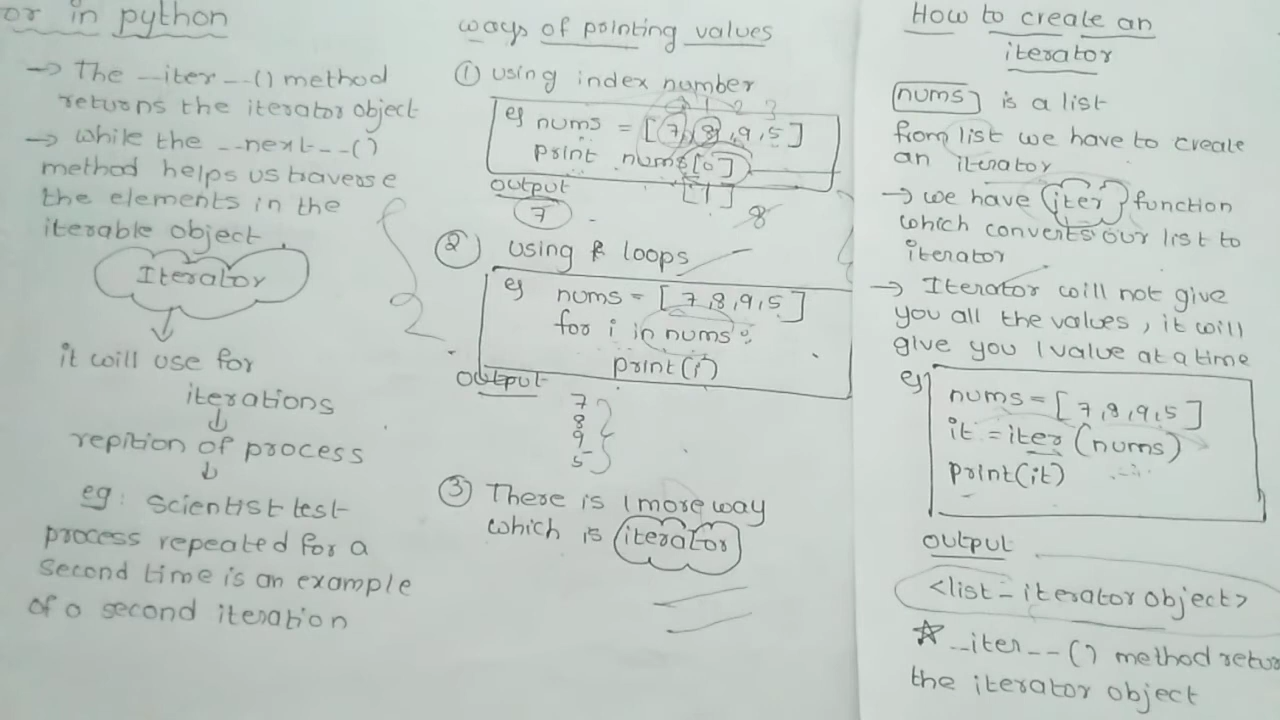 or in python
→ The __iter__() method
returns the iterator object
→ while the __next__()
method helps us traverse
the elements in the
iterable object.
Iterator
it will use for
iterations
repition of process
eg: scientist test
process repeated for a
second time is an example
of a second iteration
ways of pointing values
① using index number
eg nums = [7,8,9,5]
0 1 2 3
print nums[0]
[1]
output
7
8
② using loops
eg nums = [7,8,9,5]
for i in nums:
print(i)
output
7
8
9
5
③ There is 1 more way
which is iterator
How to create an
iterator
nums is a list
from list we have to create
an iterator
→ we have iter function
which converts our list to
iterator
→ Iterator will not give
you all the values, it will
give you 1 value at a time
eg nums = [7,8,9,5]
it = iter(nums)
print(it)
output
<list-iterator object>
☆ __iter__() method retur
the iterator object